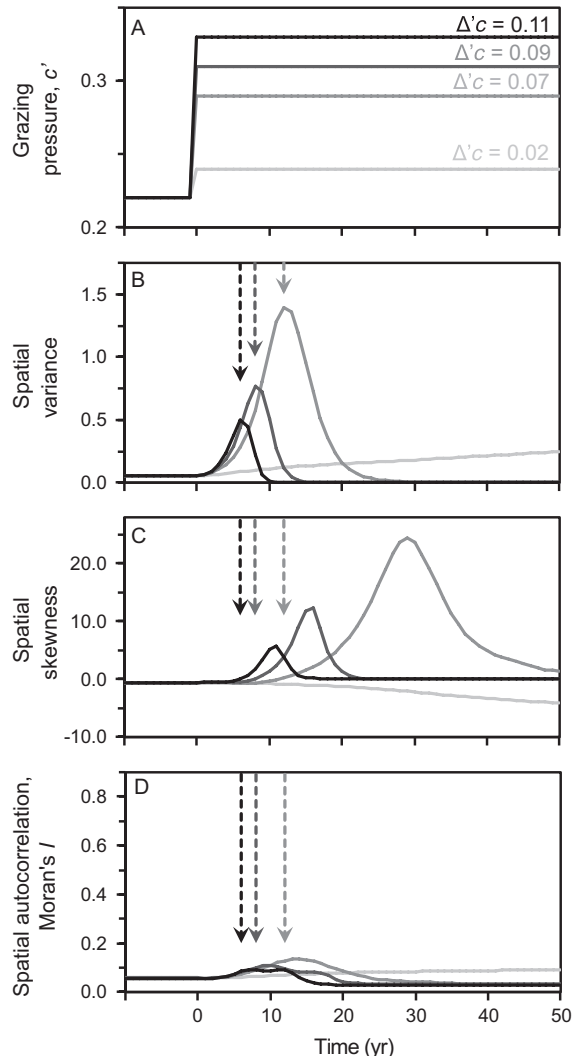 A
Δ'c = 0.11
Δ'c = 0.09
Δ'c = 0.07
Δ'c = 0.02
0.3
0.2
Grazing
pressure, c'
B
1.5
1.0
0.5
0.0
Spatial
variance
C
20.0
10.0
0.0
-10.0
Spatial
skewness
D
0.8
0.6
0.4
0.2
0.0
Spatial autocorrelation,
Moran's I
0 10 20 30 40 50
Time (yr)